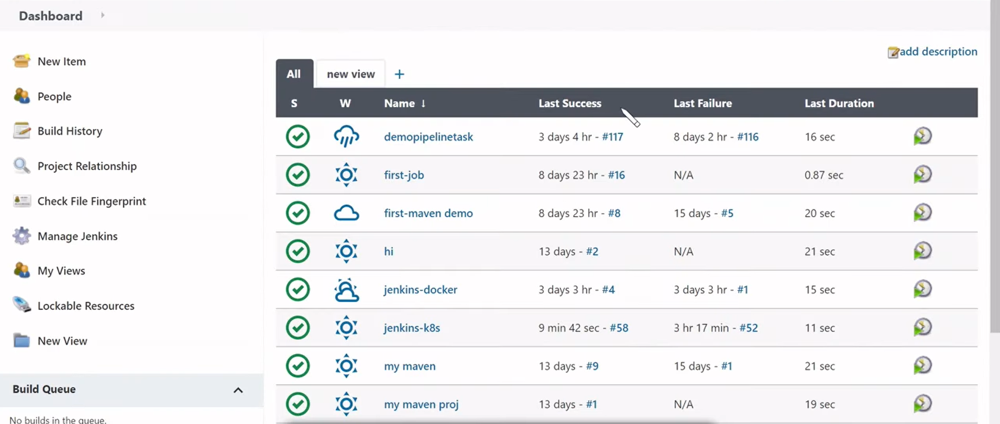 Dashboard
New Item
People
Build History
Project Relationship
Check File Fingerprint
Manage Jenkins
My Views
Lockable Resources
New View
Build Queue
No builds in the queue.
add description
All new view +
S W Name ↓ Last Success Last Failure Last Duration
demopipelinetask 3 days 4 hr - #117 8 days 2 hr - #116 16 sec
first-job 8 days 23 hr - #16 N/A 0.87 sec
first-maven demo 8 days 23 hr - #8 15 days - #5 20 sec
hi 13 days - #2 N/A 21 sec
jenkins-docker 3 days 3 hr - #4 3 days 3 hr - #1 15 sec
jenkins-k8s 9 min 42 sec - #58 3 hr 17 min - #52 11 sec
my maven 13 days - #9 15 days - #1 21 sec
my maven proj 13 days - #1 N/A 19 sec